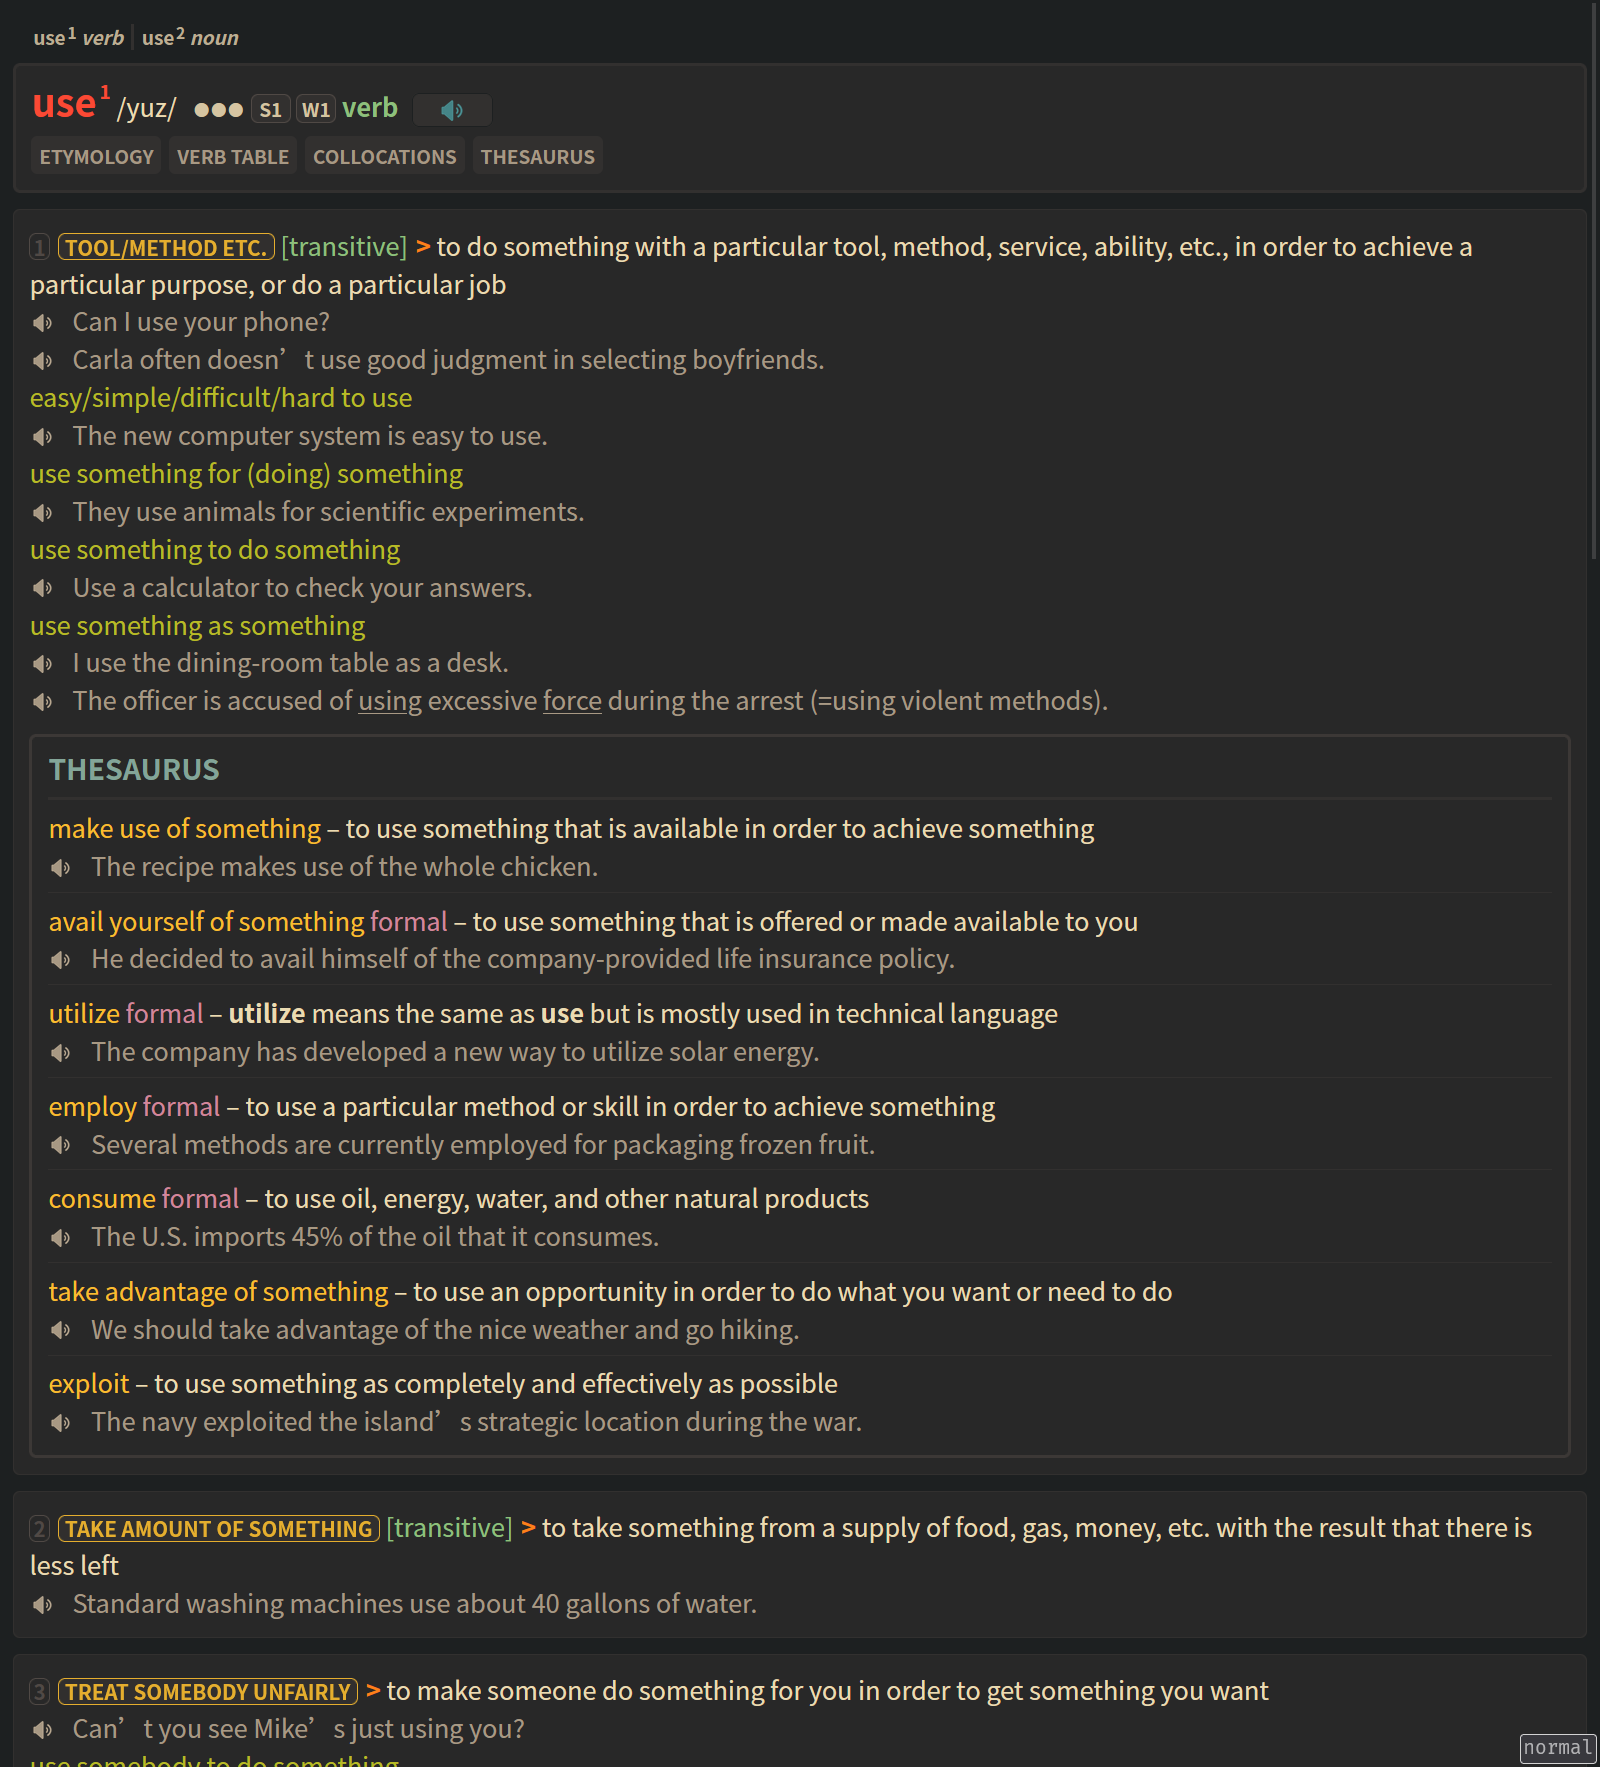 use1 verb use2 noun
use1 /yuz/ ●●● S1 W1 verb
ETYMOLOGY VERB TABLE COLLOCATIONS THESAURUS
1 TOOL/METHOD ETC. [transitive] > to do something with a particular tool, method, service, ability, etc., in order to achieve a
particular purpose, or do a particular job
Can I use your phone?
Carla often doesn’t use good judgment in selecting boyfriends.
easy/simple/difficult/hard to use
The new computer system is easy to use.
use something for (doing) something
They use animals for scientific experiments.
use something to do something
Use a calculator to check your answers.
use something as something
I use the dining-room table as a desk.
The officer is accused of using excessive force during the arrest (=using violent methods).
THESAURUS
make use of something – to use something that is available in order to achieve something
The recipe makes use of the whole chicken.
avail yourself of something formal – to use something that is offered or made available to you
He decided to avail himself of the company-provided life insurance policy.
utilize formal – utilize means the same as use but is mostly used in technical language
The company has developed a new way to utilize solar energy.
employ formal – to use a particular method or skill in order to achieve something
Several methods are currently employed for packaging frozen fruit.
consume formal – to use oil, energy, water, and other natural products
The U.S. imports 45% of the oil that it consumes.
take advantage of something – to use an opportunity in order to do what you want or need to do
We should take advantage of the nice weather and go hiking.
exploit – to use something as completely and effectively as possible
The navy exploited the island’s strategic location during the war.
2 TAKE AMOUNT OF SOMETHING [transitive] > to take something from a supply of food, gas, money, etc. with the result that there is
less left
Standard washing machines use about 40 gallons of water.
3 TREAT SOMEBODY UNFAIRLY > to make someone do something for you in order to get something you want
Can’t you see Mike’s just using you?
use somebody to do something
normal